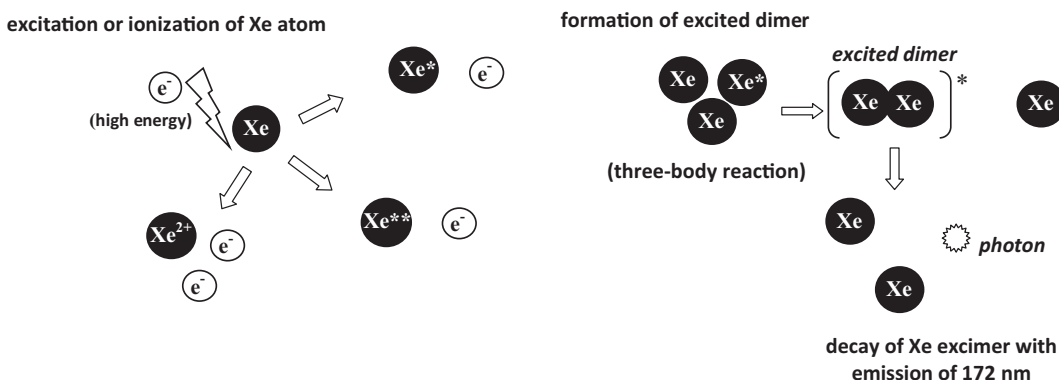 excitation or ionization of Xe atom
e-
(high energy)
Xe
Xe*
e-
Xe2+
e-
e-
Xe**
e-
formation of excited dimer
Xe
Xe*
Xe
(three-body reaction)
excited dimer
Xe Xe
*
Xe
Xe
photon
Xe
decay of Xe excimer with
emission of 172 nm